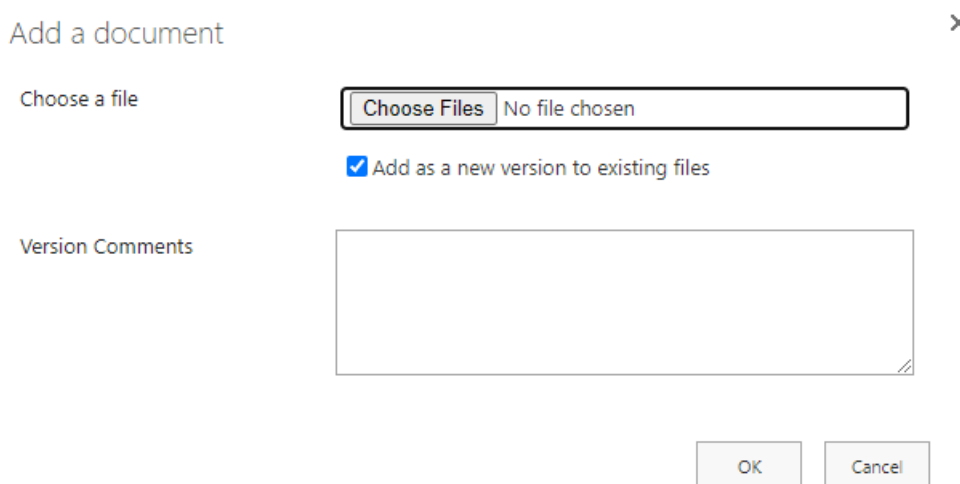 Add a document
Choose a file
Choose Files No file chosen
Add as a new version to existing files
Version Comments
OK
Cancel